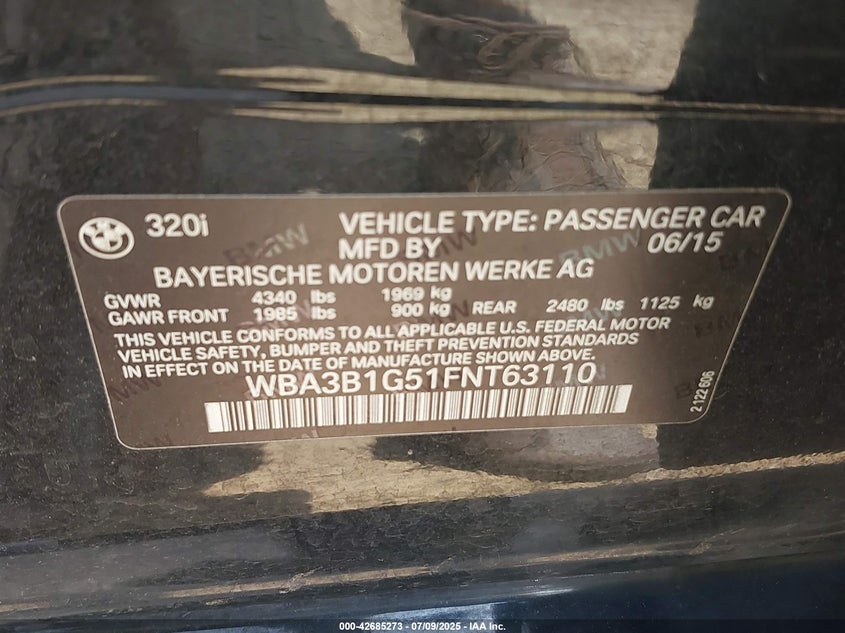 320i VEHICLE TYPE: PASSENGER CAR
MFD BY 06/15
BAYERISCHE MOTOREN WERKE AG
GVWR 4340 lbs 1969 kg
GAWR FRONT 1985 lbs 900 kg REAR 2480 lbs 1125 kg
THIS VEHICLE CONFORMS TO ALL APPLICABLE U.S. FEDERAL MOTOR
VEHICLE SAFETY, BUMPER AND THEFT PREVENTION STANDARDS
IN EFFECT ON THE DATE OF MANUFACTURE SHOWN ABOVE.
WBA3B1G51FNT63110
2 122 606
000-42685273 - 07/09/2025 - IAA Inc.